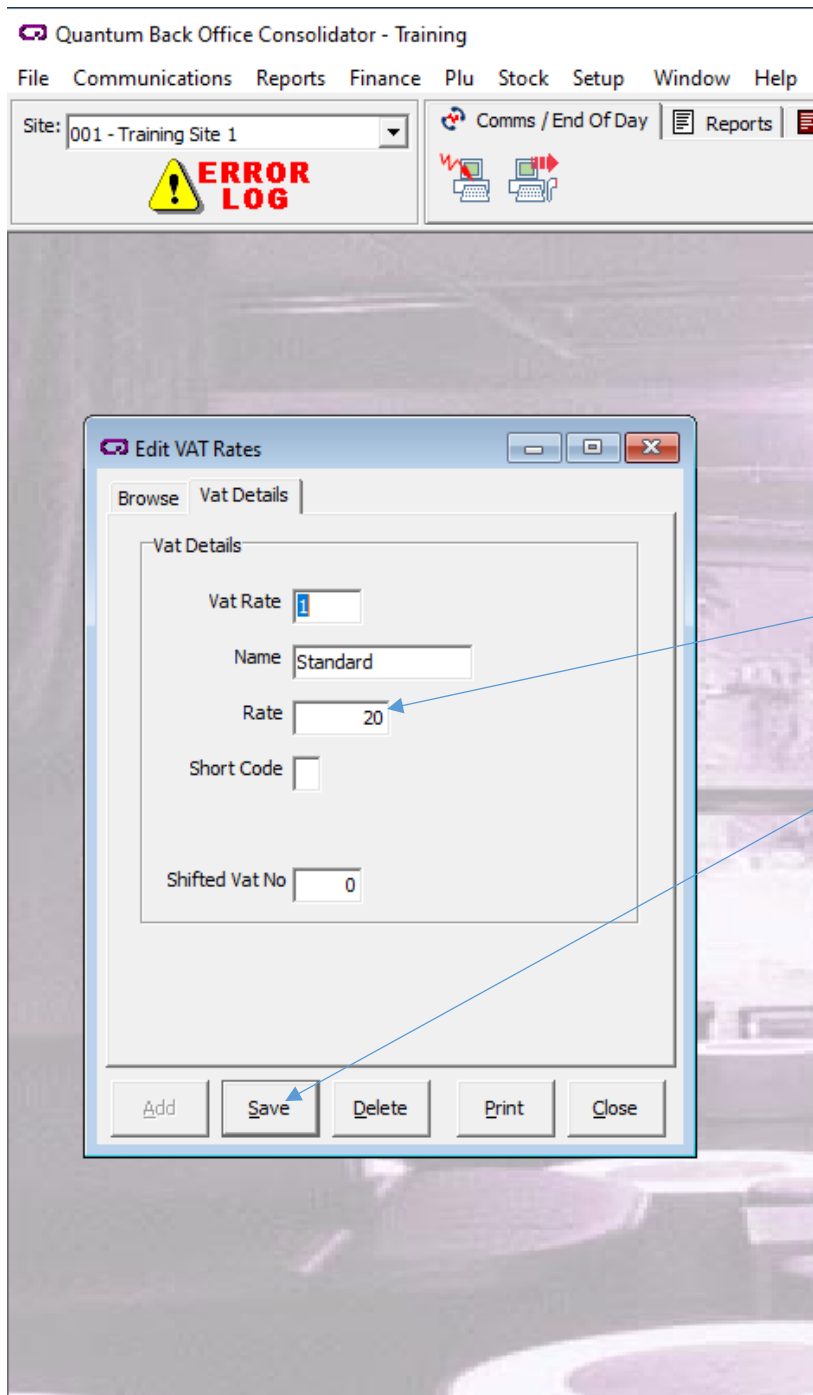 Quantum Back Office Consolidator - Training
File Communications Reports Finance Plu Stock Setup Window Help
Site: 001 - Training Site 1
Comms / End Of Day Reports
ERROR
LOG
Edit VAT Rates
Browse Vat Details
Vat Details
Vat Rate 1
Name Standard
Rate 20
Short Code
Shifted Vat No 0
Add Save Delete Print Close